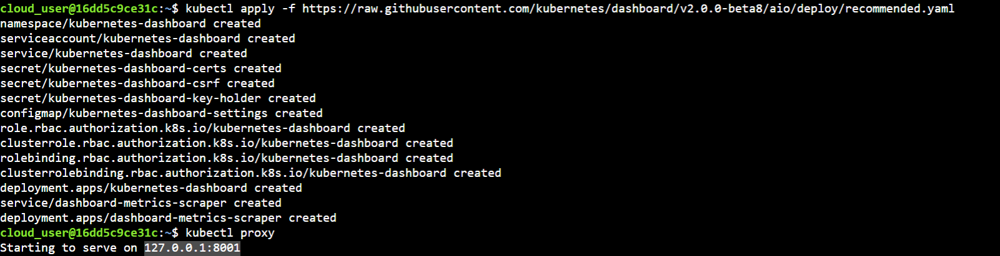 cloud_user@16dd5c9ce31c:~$ kubectl apply -f https://raw.githubusercontent.com/kubernetes/dashboard/v2.0.0-beta8/aio/deploy/recommended.yaml
namespace/kubernetes-dashboard created
serviceaccount/kubernetes-dashboard created
service/kubernetes-dashboard created
secret/kubernetes-dashboard-certs created
secret/kubernetes-dashboard-csrf created
secret/kubernetes-dashboard-key-holder created
configmap/kubernetes-dashboard-settings created
role.rbac.authorization.k8s.io/kubernetes-dashboard created
clusterrole.rbac.authorization.k8s.io/kubernetes-dashboard created
rolebinding.rbac.authorization.k8s.io/kubernetes-dashboard created
clusterrolebinding.rbac.authorization.k8s.io/kubernetes-dashboard created
deployment.apps/kubernetes-dashboard created
service/dashboard-metrics-scraper created
deployment.apps/dashboard-metrics-scraper created
cloud_user@16dd5c9ce31c:~$ kubectl proxy
Starting to serve on 127.0.0.1:8001